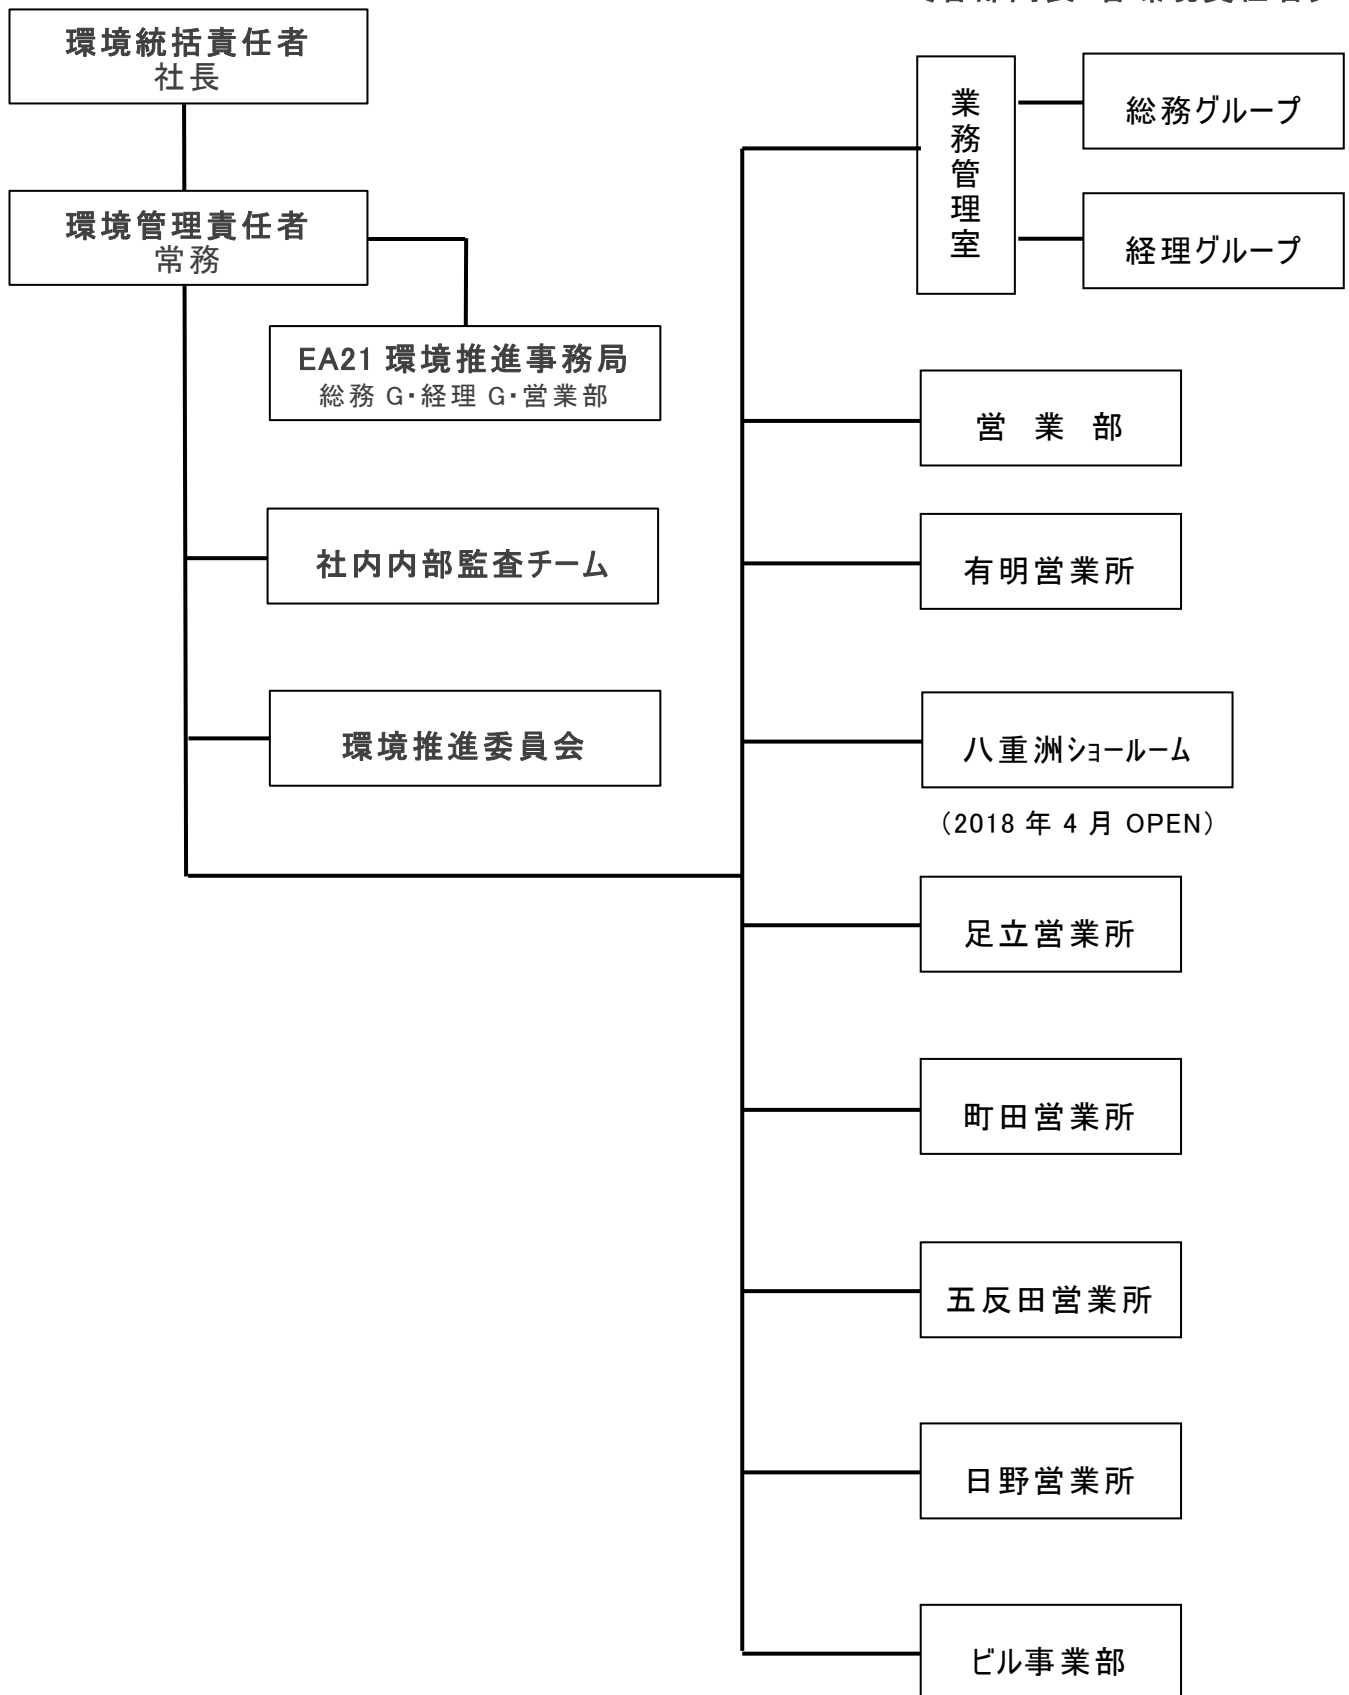 環境統括責任者
社長
環境管理責任者
常務
EA21 環境推進事務局
総務 G・経理 G・営業部
社内内部監査チーム
環境推進委員会
業務管理室
総務グループ
経理グループ
営 業 部
有明営業所
八重洲ショールーム
（2018 年 4 月 OPEN）
足立営業所
町田営業所
五反田営業所
日野営業所
ビル事業部